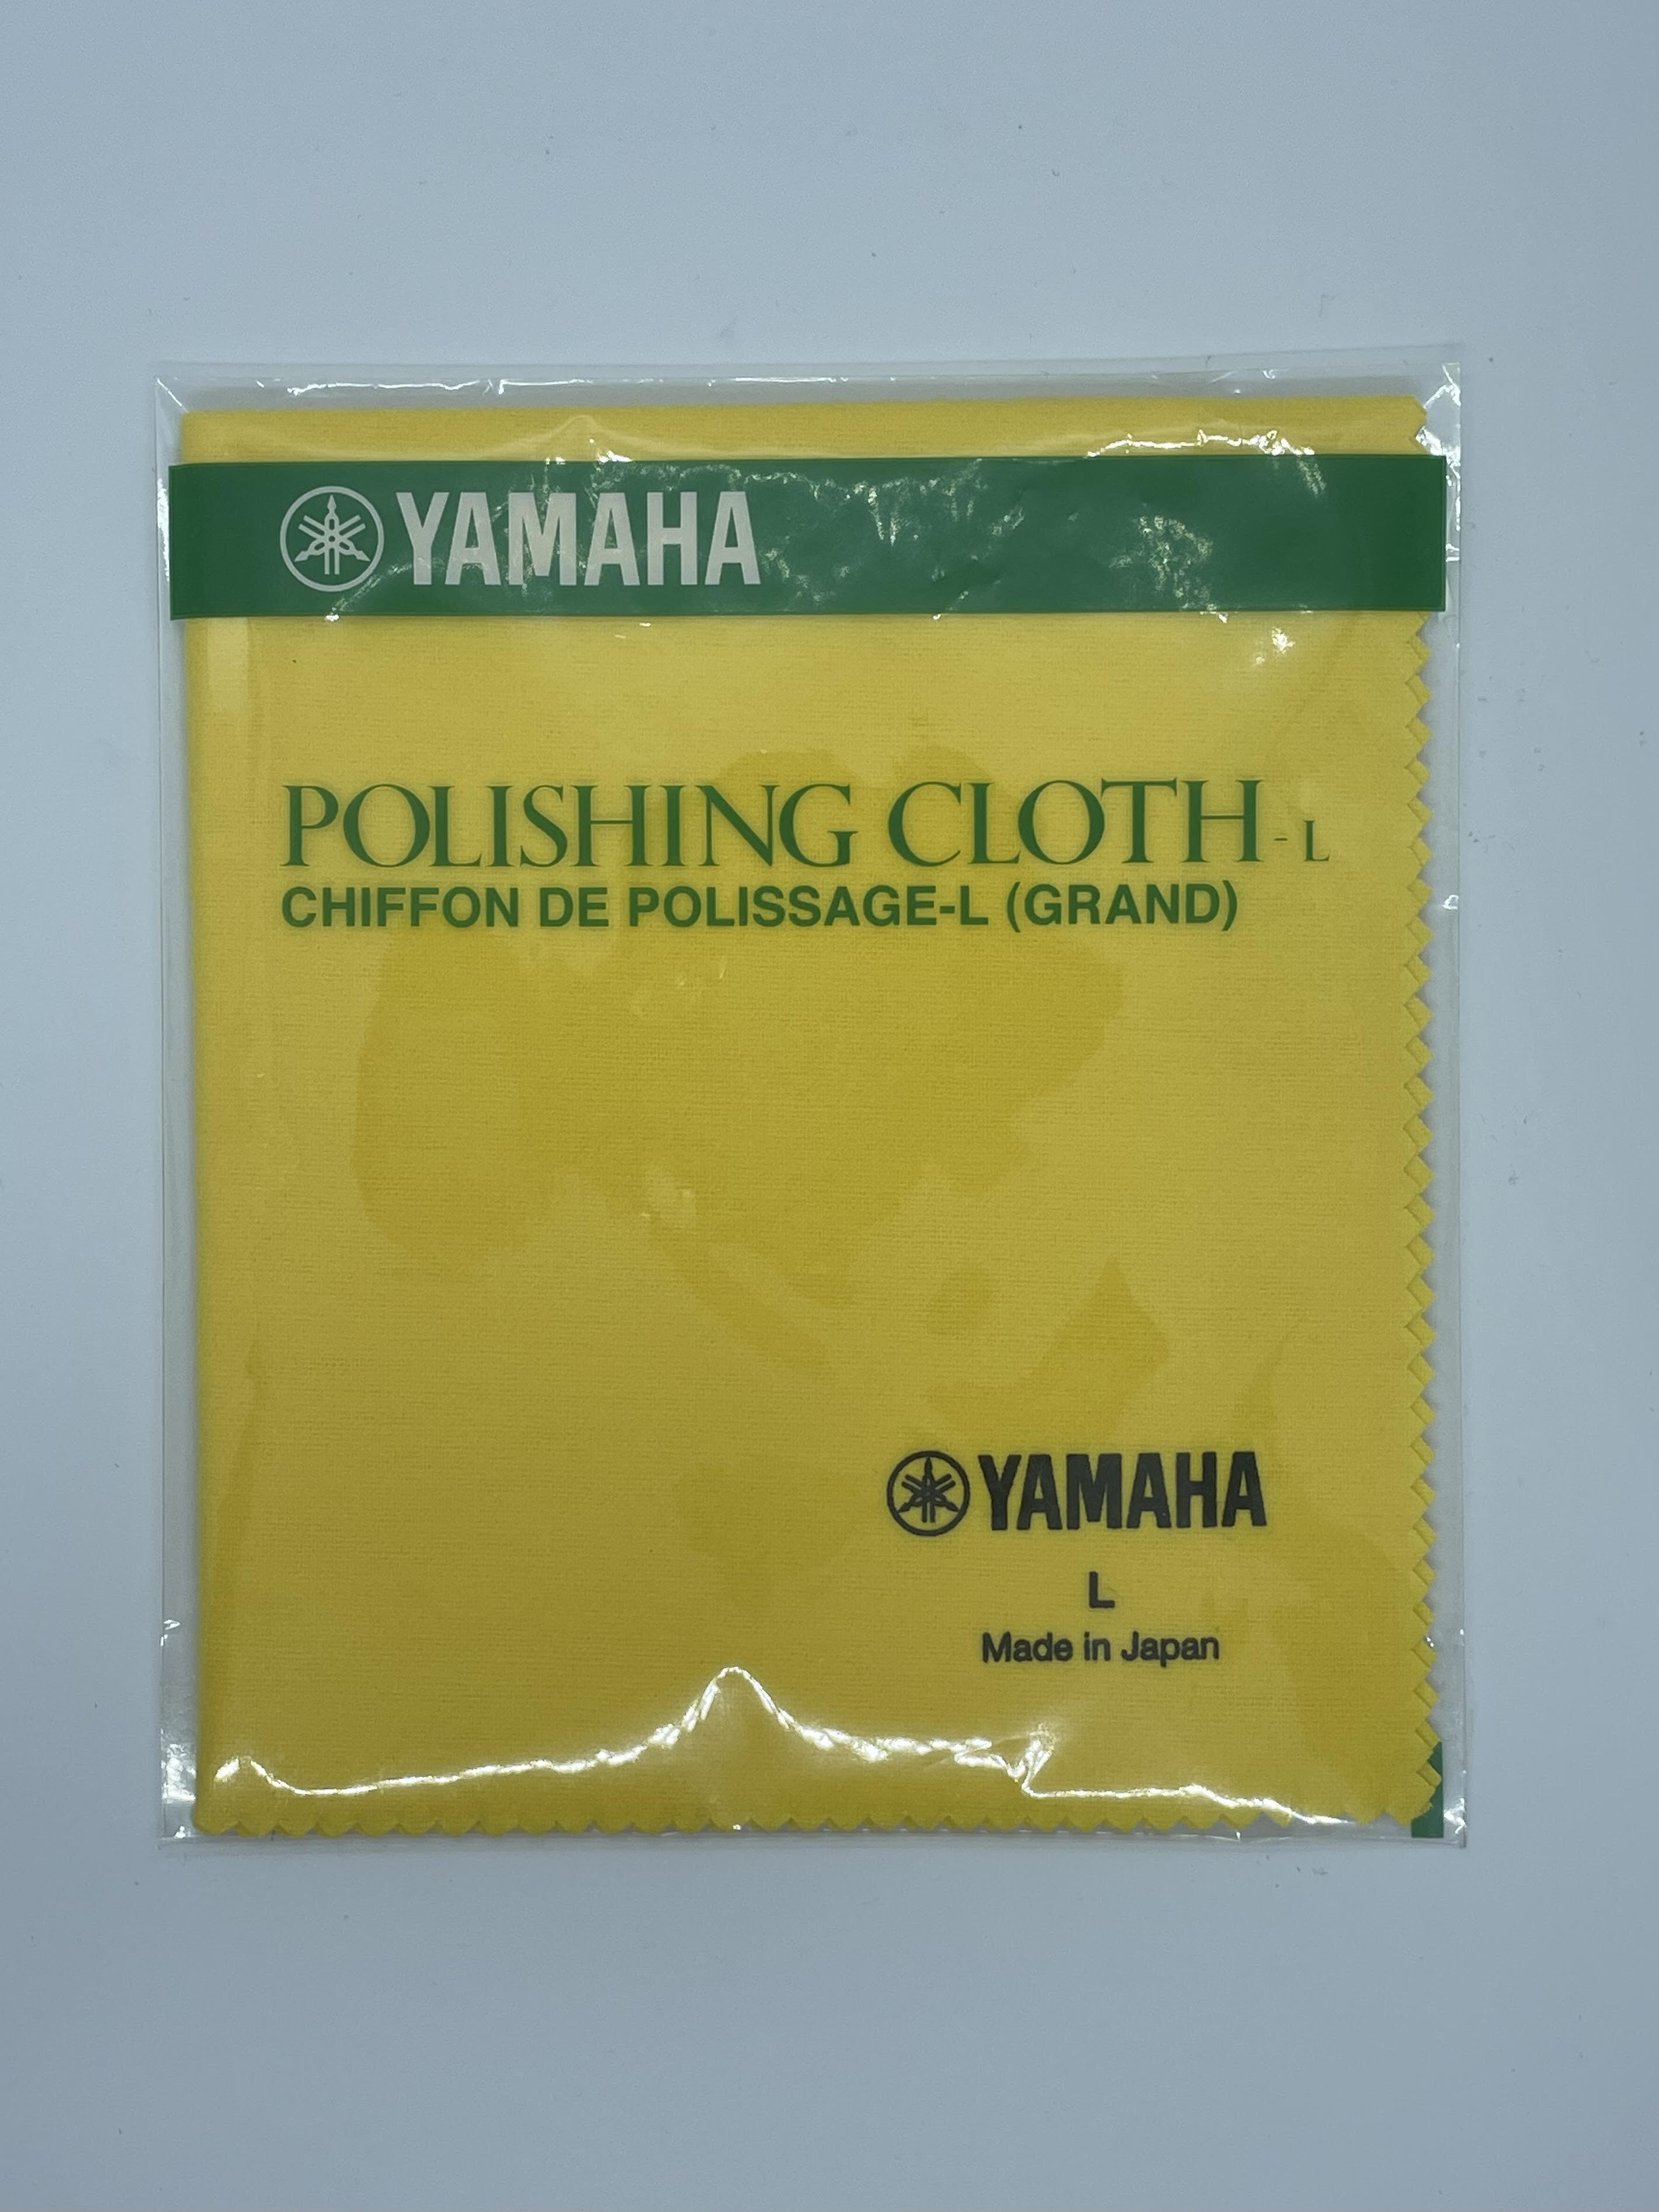 YAMAHA
POLISHING CLOTH-L
CHIFFON DE POLISSAGE-L (GRAND)
YAMAHA
L
Made in Japan